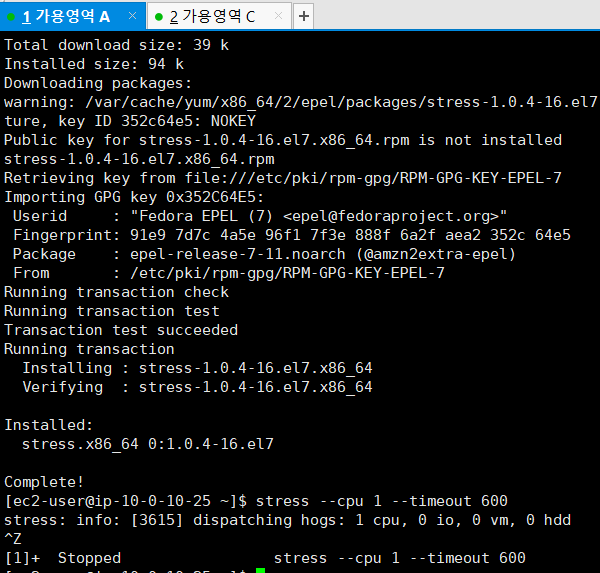 1 가용영역 A
2 가용영역 C
Total download size: 39 k
Installed size: 94 k
Downloading packages:
warning: /var/cache/yum/x86_64/2/epel/packages/stress-1.0.4-16.el7
ture, key ID 352c64e5: NOKEY
Public key for stress-1.0.4-16.el7.x86_64.rpm is not installed
stress-1.0.4-16.el7.x86_64.rpm
Retrieving key from file:///etc/pki/rpm-gpg/RPM-GPG-KEY-EPEL-7
Importing GPG key 0x352C64E5:
 Userid     : "Fedora EPEL (7) <epel@fedoraproject.org>"
 Fingerprint: 91e9 7d7c 4a5e 96f1 7f3e 888f 6a2f aea2 352c 64e5
 Package    : epel-release-7-11.noarch (@amzn2extra-epel)
 From       : /etc/pki/rpm-gpg/RPM-GPG-KEY-EPEL-7
Running transaction check
Running transaction test
Transaction test succeeded
Running transaction
  Installing : stress-1.0.4-16.el7.x86_64
  Verifying  : stress-1.0.4-16.el7.x86_64
Installed:
  stress.x86_64 0:1.0.4-16.el7
Complete!
[ec2-user@ip-10-0-10-25 ~]$ stress --cpu 1 --timeout 600
stress: info: [3615] dispatching hogs: 1 cpu, 0 io, 0 vm, 0 hdd
^Z
[1]+  Stopped                 stress --cpu 1 --timeout 600